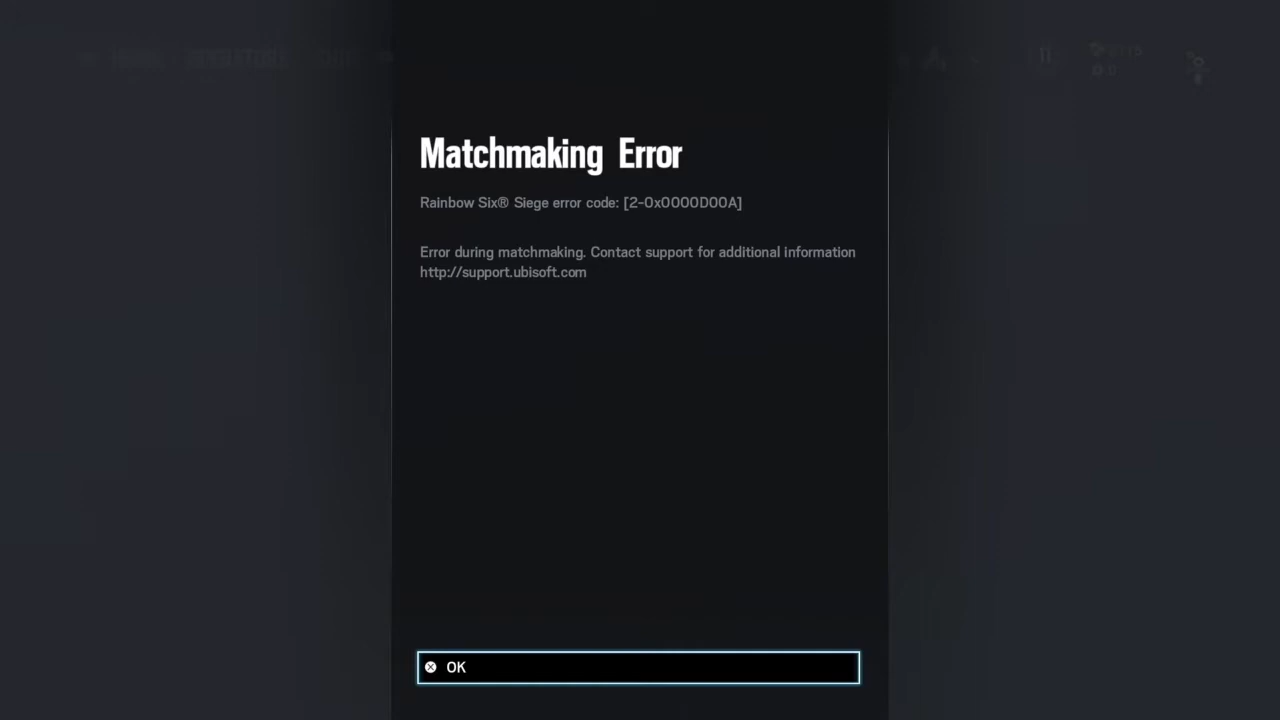 Matchmaking Error
Rainbow Six® Siege error code: [2-0x0000D00A]
Error during matchmaking. Contact support for additional information
http://support.ubisoft.com
OK